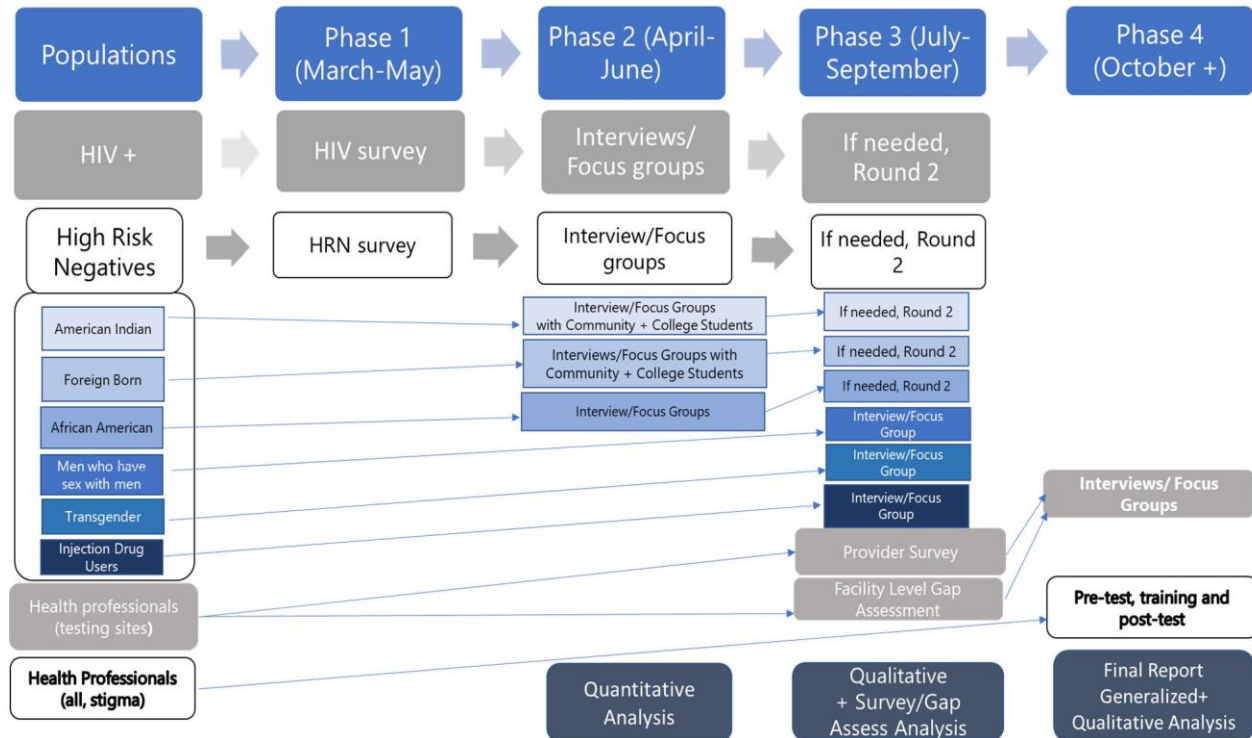 Populations
Phase 1
(March-May)
Phase 2 (April-
June)
Phase 3 (July-
September)
Phase 4
(October +)
HIV +
HIV survey
Interviews/
Focus groups
If needed,
Round 2
High Risk
Negatives
HRN survey
Interview/Focus
groups
If needed, Round
2
American Indian
Interview/Focus Groups
with Community + College Students
If needed, Round 2
Foreign Born
Interviews/Focus Groups with
Community + College Students
If needed, Round 2
African American
Interview/Focus Groups
If needed, Round 2
Men who have
sex with men
Interview/Focus
Group
Transgender
Interview/Focus
Group
Injection Drug
Users
Interview/Focus
Group
Health professionals
(testing sites)
Provider Survey
Facility Level Gap
Assessment
Interviews/ Focus
Groups
Health Professionals
(all, stigma)
Pre-test, training and
post-test
Quantitative
Analysis
Qualitative
+ Survey/Gap
Assess Analysis
Final Report
Generalized+
Qualitative Analysis